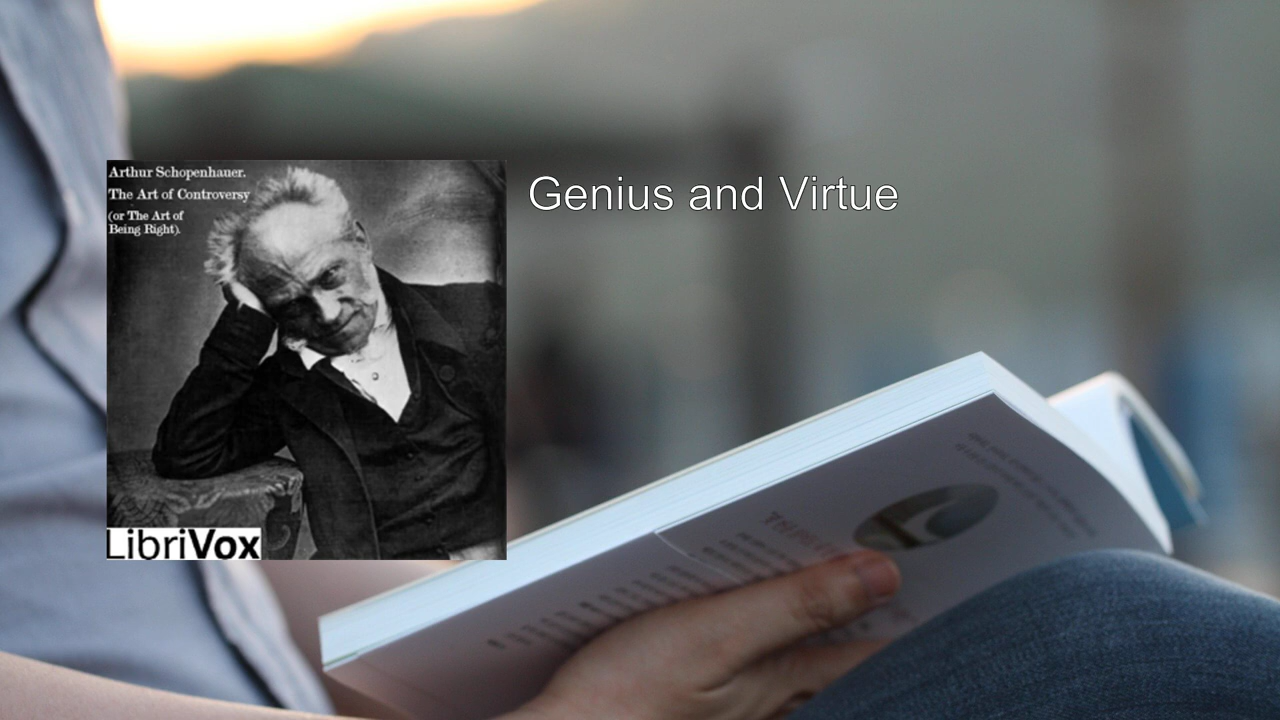 Arthur Schopenhauer.
The Art of Controversy
(or The Art of
Being Right).
Genius and Virtue
LibriVox